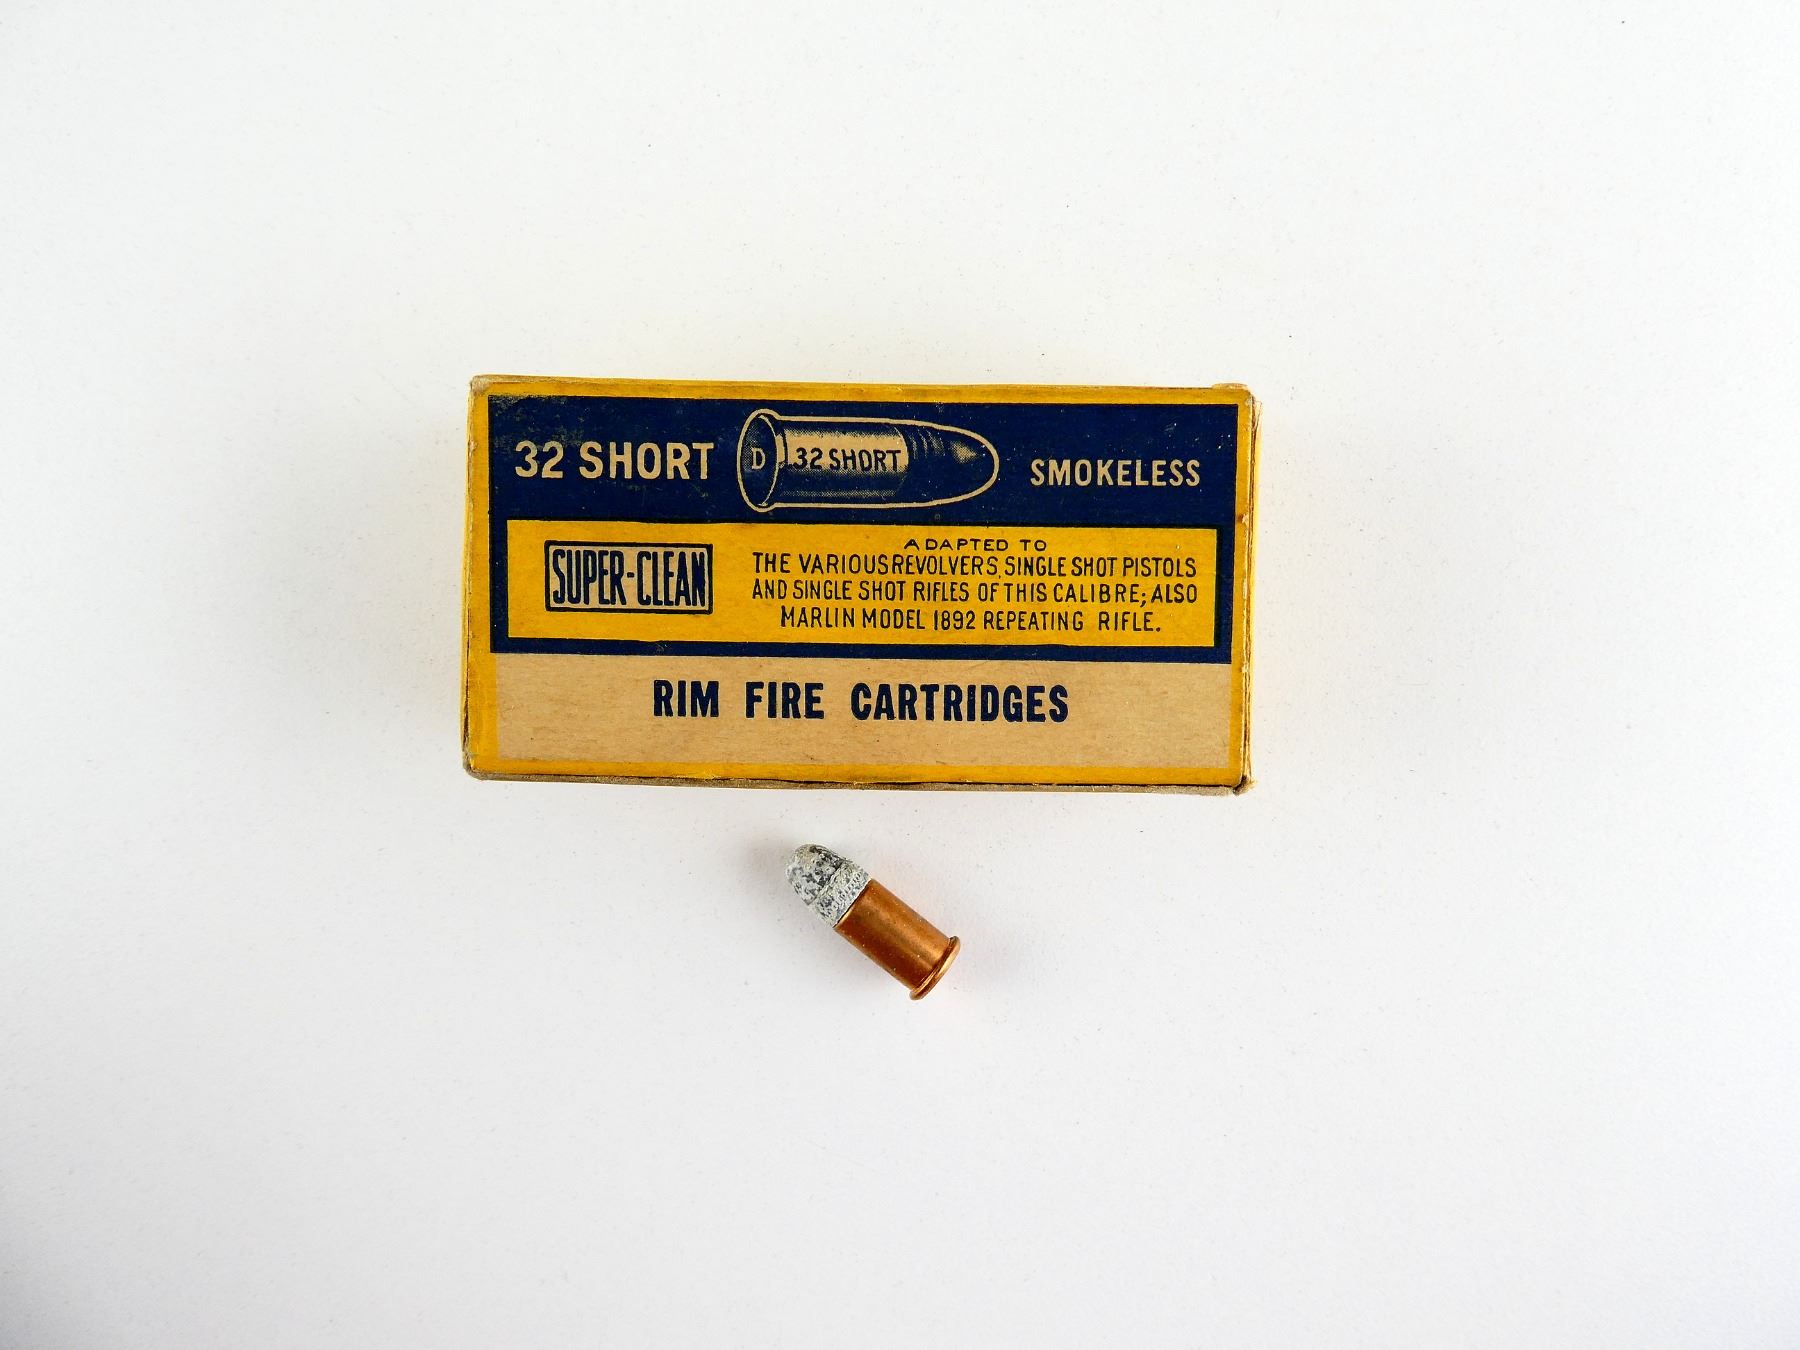 32 SHORT
D
32 SHORT
SMOKELESS
SUPER-CLEAN
ADAPTED TO
THE VARIOUS REVOLVERS, SINGLE SHOT PISTOLS
AND SINGLE SHOT RIFLES OF THIS CALIBRE; ALSO
MARLIN MODEL 1892 REPEATING RIFLE.
RIM FIRE CARTRIDGES